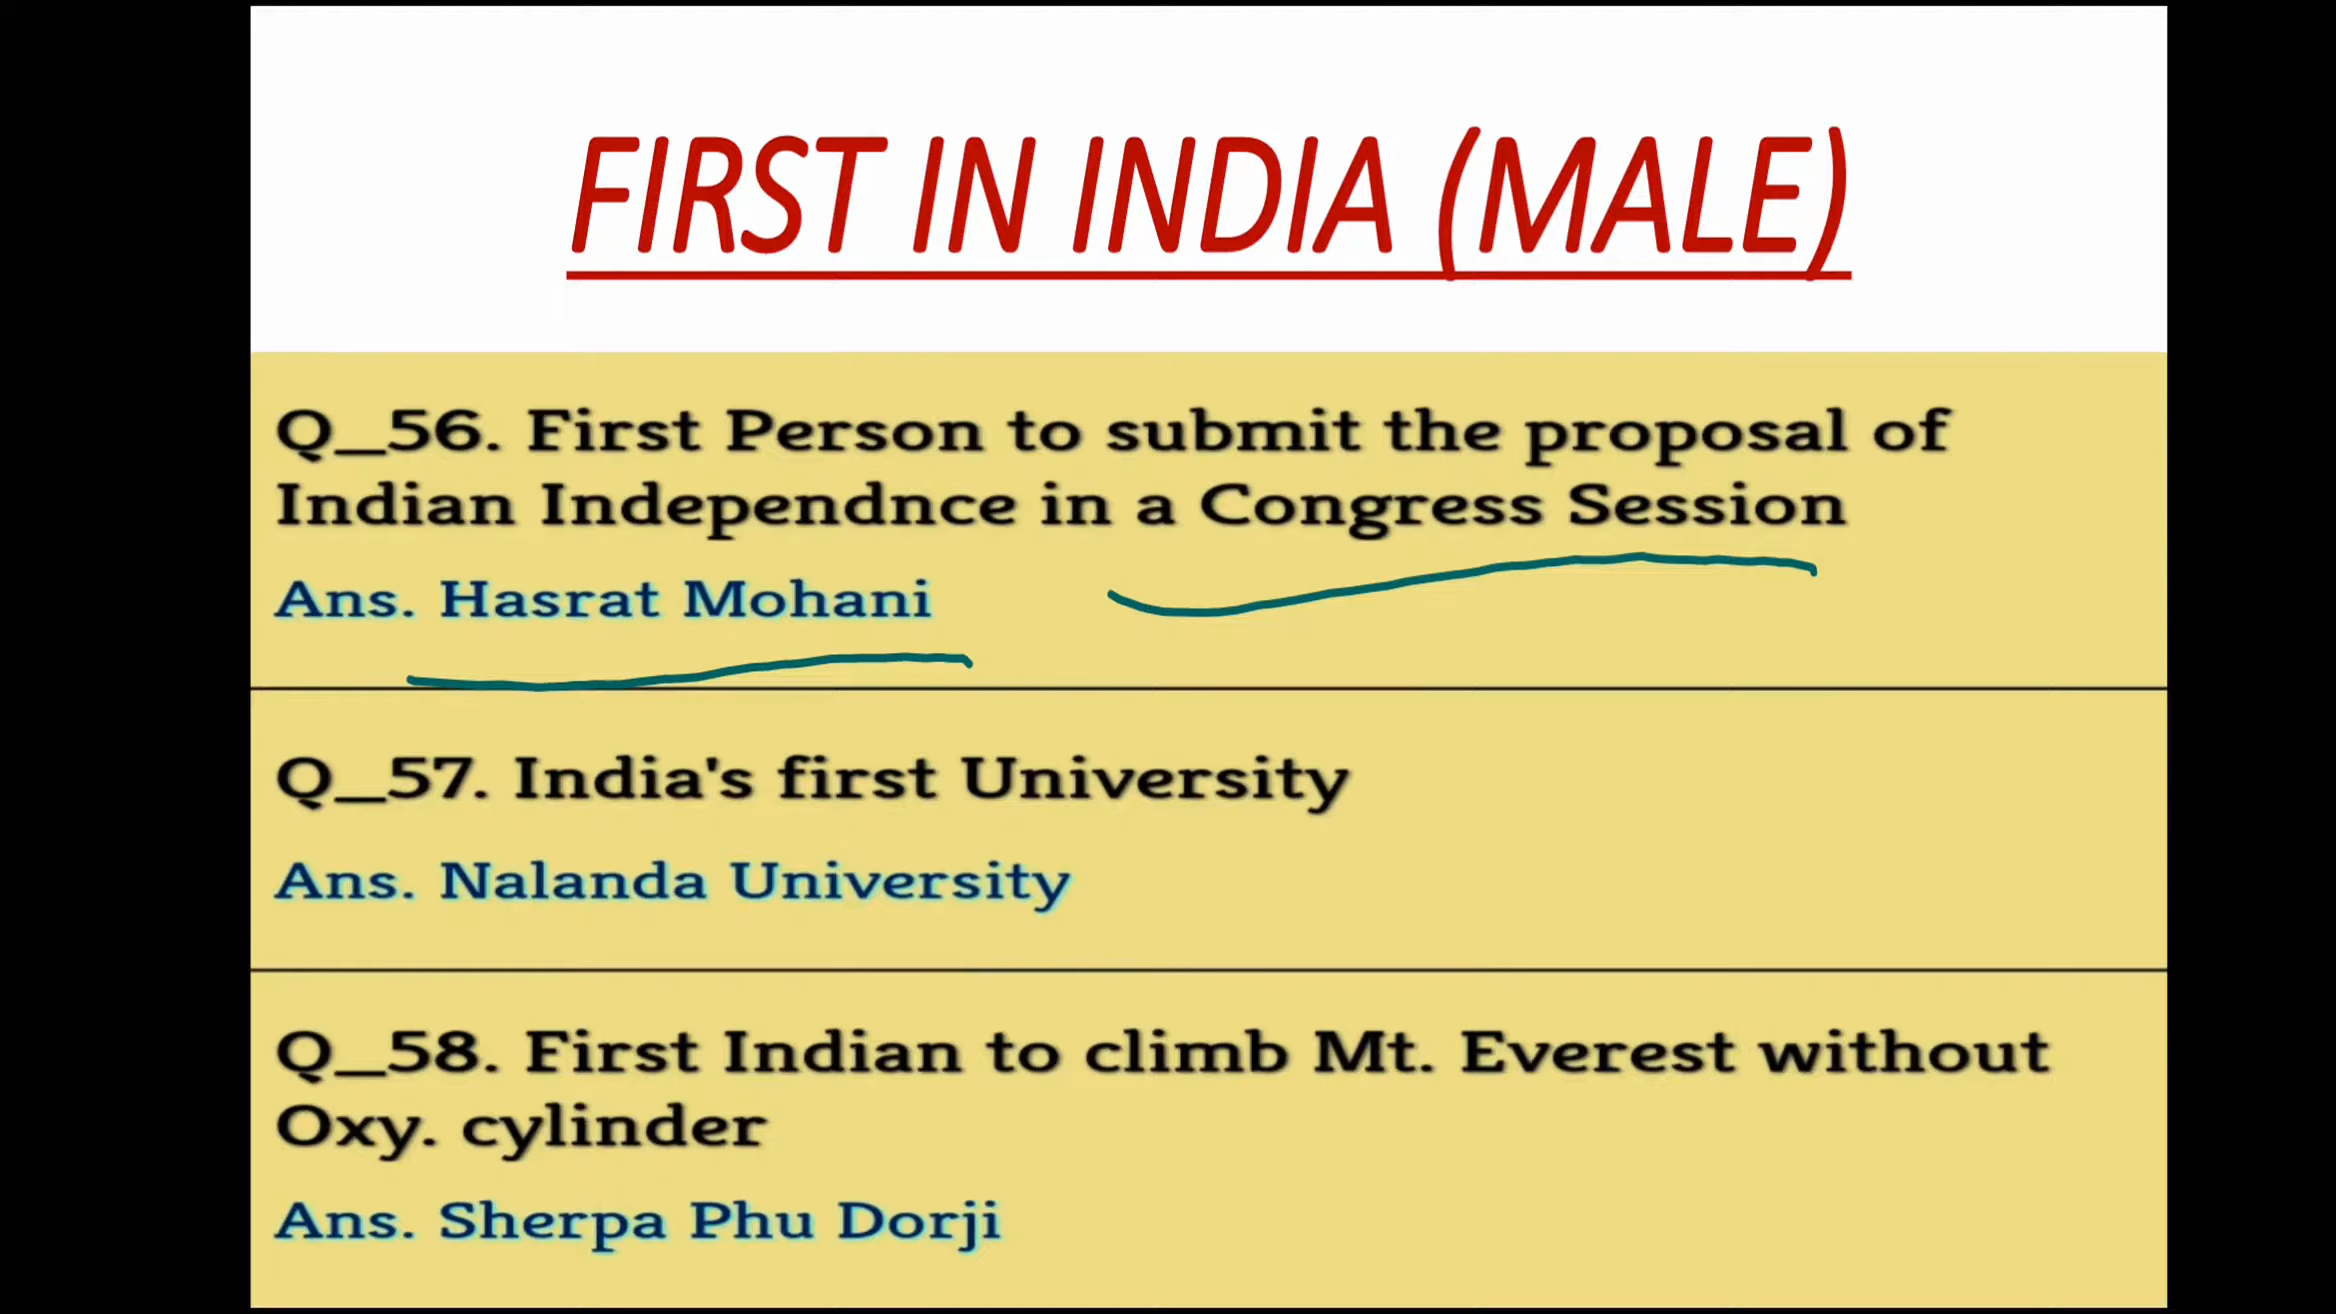 FIRST IN INDIA (MALE)
Q_56. First Person to submit the proposal of
Indian Independnce in a Congress Session
Ans. Hasrat Mohani
Q_57. India's first University
Ans. Nalanda University
Q_58. First Indian to climb Mt. Everest without
Oxy. cylinder
Ans. Sherpa Phu Dorji